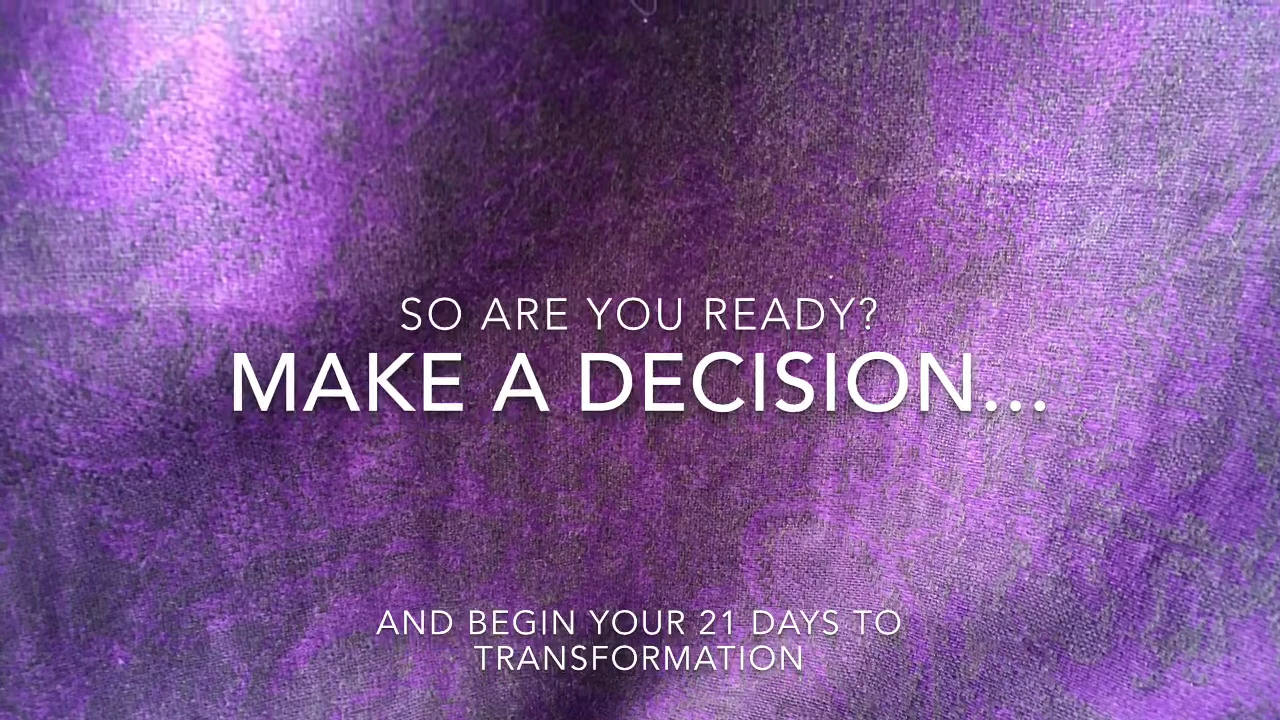 SO ARE YOU READY?
MAKE A DECISION...
AND BEGIN YOUR 21 DAYS TO
TRANSFORMATION